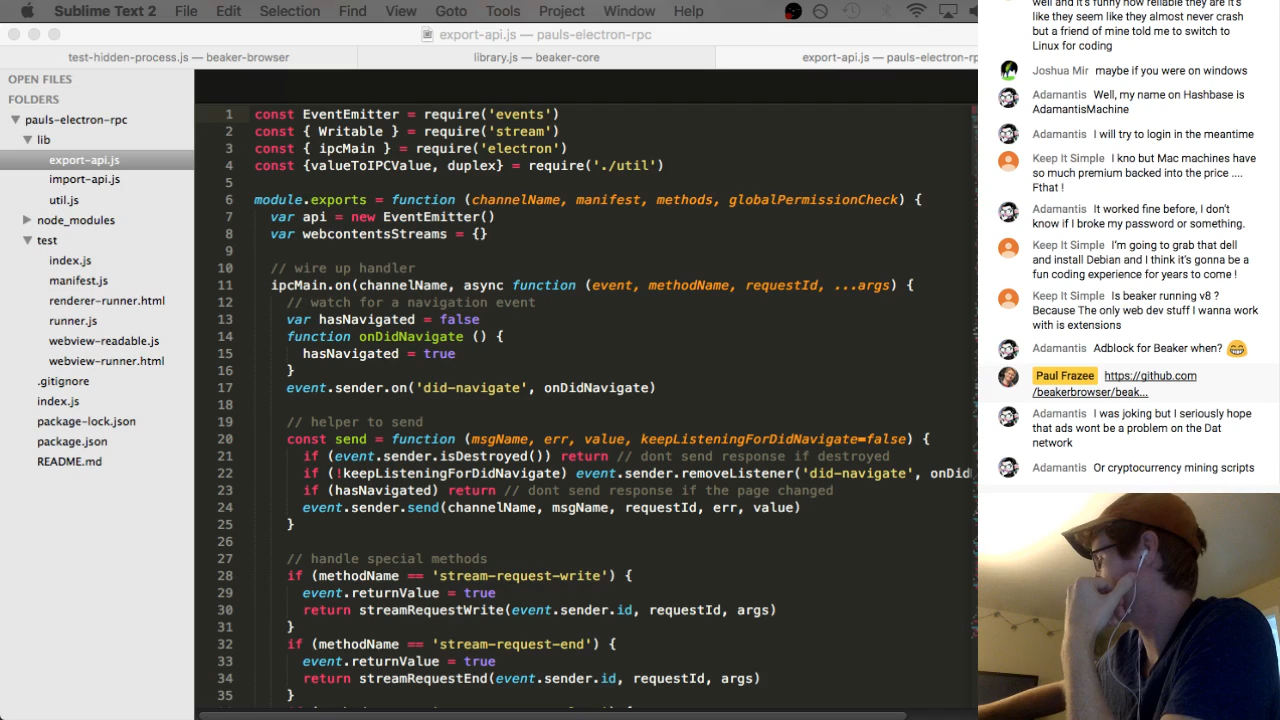 Sublime Text 2 File Edit Selection Find View Goto Tools Project Window Help
export-api.js — pauls-electron-rpc
test-hidden-process.js — beaker-browser
library.js — beaker-core
export-api.js — pauls-electron-rp
OPEN FILES
FOLDERS
pauls-electron-rpc
lib
export-api.js
import-api.js
util.js
node_modules
test
index.js
manifest.js
renderer-runner.html
runner.js
webview-readable.js
webview-runner.html
.gitignore
index.js
package-lock.json
package.json
README.md
1 const EventEmitter = require('events')
2 const { Writable } = require('stream')
3 const { ipcMain } = require('electron')
4 const {valueToIPCValue, duplex} = require('./util')
5
6 module.exports = function (channelName, manifest, methods, globalPermissionCheck) {
7 var api = new EventEmitter()
8 var webcontentsStreams = {}
9
10 // wire up handler
11 ipcMain.on(channelName, async function (event, methodName, requestId, ...args) {
12 // watch for a navigation event
13 var hasNavigated = false
14 function onDidNavigate () {
15 hasNavigated = true
16 }
17 event.sender.on('did-navigate', onDidNavigate)
18
19 // helper to send
20 const send = function (msgName, err, value, keepListeningForDidNavigate=false) {
21 if (event.sender.isDestroyed()) return // dont send response if destroyed
22 if (!keepListeningForDidNavigate) event.sender.removeListener('did-navigate', onDid
23 if (hasNavigated) return // dont send response if the page changed
24 event.sender.send(channelName, msgName, requestId, err, value)
25 }
26
27 // handle special methods
28 if (methodName == 'stream-request-write') {
29 event.returnValue = true
30 return streamRequestWrite(event.sender.id, requestId, args)
31 }
32 if (methodName == 'stream-request-end') {
33 event.returnValue = true
34 return streamRequestEnd(event.sender.id, requestId, args)
35 }
well and it's funny how reliable they are it's
like they seem like they almost never crash
but a friend of mine told me to switch to
Linux for coding
Joshua Mir maybe if you were on windows
Adamantis Well, my name on Hashbase is
AdamantisMachine
Adamantis I will try to login in the meantime
Keep It Simple I kno but Mac machines have
so much premium backed into the price ....
Fthat !
Adamantis It worked fine before, I don't
know if I broke my password or something.
Keep It Simple I'm going to grab that dell
and install Debian and I think it's gonna be a
fun coding experience for years to come !
Keep It Simple Is beaker running v8 ?
Because The only web dev stuff I wanna work
with is extensions
Adamantis Adblock for Beaker when? 😁
Paul Frazee https://github.com
/beakerbrowser/beak...
Adamantis I was joking but I seriously hope
that ads wont be a problem on the Dat
network
Adamantis Or cryptocurrency mining scripts